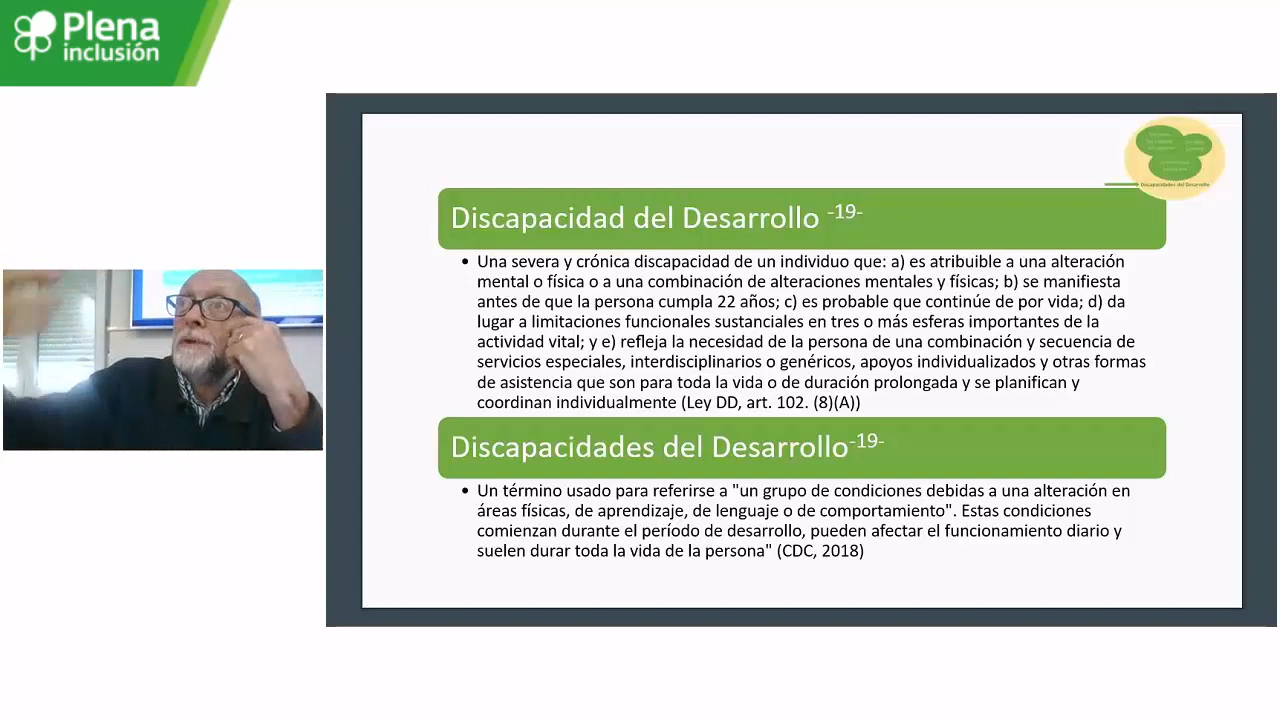 Plena
inclusión
Discapacidades del Desarrollo
Discapacidad del Desarrollo -19-
• Una severa y crónica discapacidad de un individuo que: a) es atribuible a una alteración
mental o física o a una combinación de alteraciones mentales y físicas; b) se manifiesta
antes de que la persona cumpla 22 años; c) es probable que continúe de por vida; d) da
lugar a limitaciones funcionales sustanciales en tres o más esferas importantes de la
actividad vital; y e) refleja la necesidad de la persona de una combinación y secuencia de
servicios especiales, interdisciplinarios o genéricos, apoyos individualizados y otras formas
de asistencia que son para toda la vida o de duración prolongada y se planifican y
coordinan individualmente (Ley DD, art. 102. (8)(A))
Discapacidades del Desarrollo-19-
• Un término usado para referirse a "un grupo de condiciones debidas a una alteración en
áreas físicas, de aprendizaje, de lenguaje o de comportamiento". Estas condiciones
comienzan durante el período de desarrollo, pueden afectar el funcionamiento diario y
suelen durar toda la vida de la persona" (CDC, 2018)